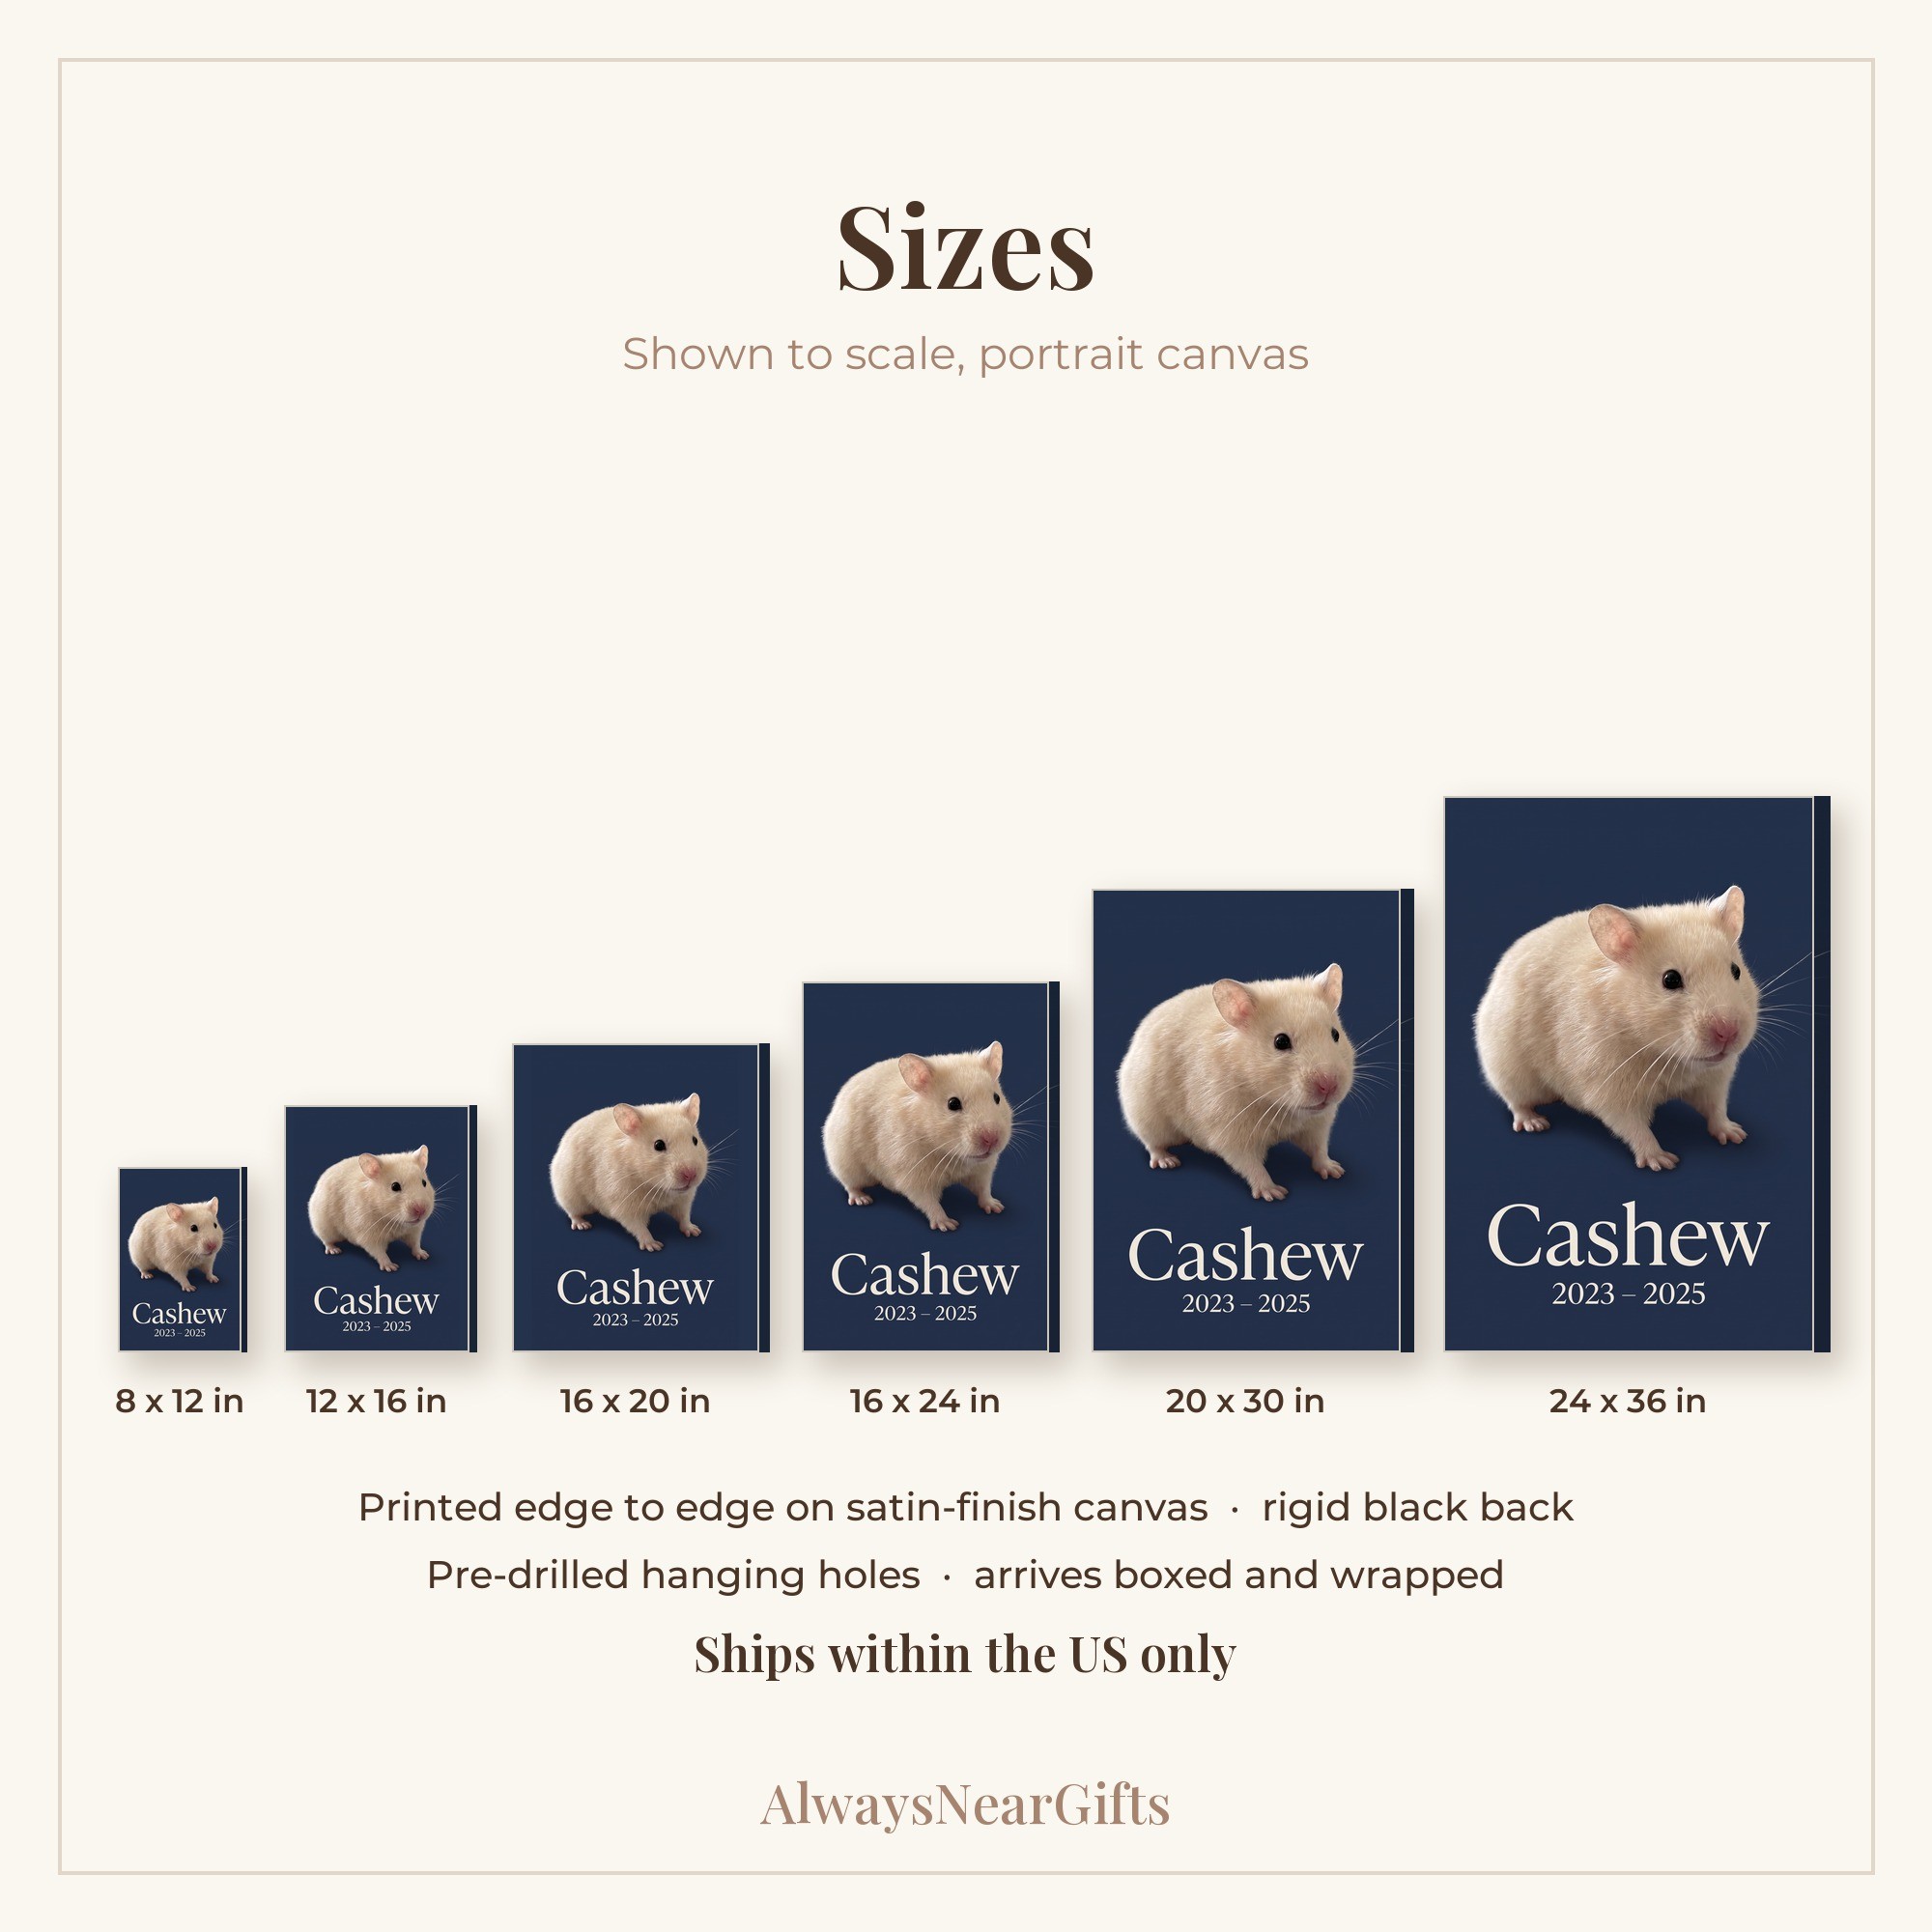 Sizes
Shown to scale, portrait canvas
Cashew
2023 – 2025
Cashew
2023 – 2025
Cashew
2023 – 2025
Cashew
2023 – 2025
Cashew
2023 – 2025
Cashew
2023 – 2025
8 x 12 in
12 x 16 in
16 x 20 in
16 x 24 in
20 x 30 in
24 x 36 in
Printed edge to edge on satin-finish canvas · rigid black back
Pre-drilled hanging holes · arrives boxed and wrapped
Ships within the US only
AlwaysNearGifts